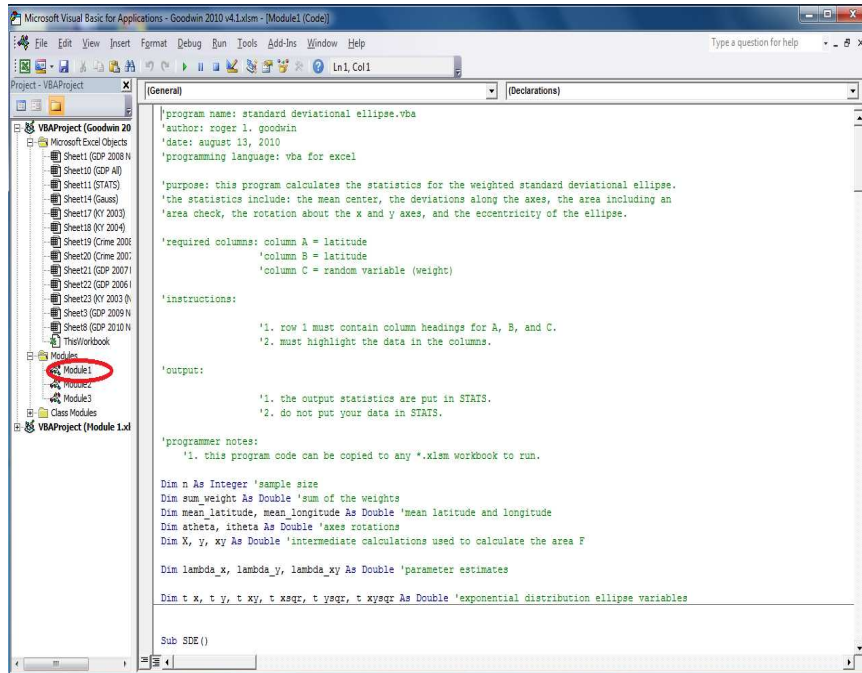 Microsoft Visual Basic for Applications - Goodwin 2010 v4.1.xlsm - [Module1 (Code)]
File Edit View Insert Format Debug Run Tools Add-Ins Window Help
Type a question for help
Ln 1, Col 1
Project - VBAProject
(General)
(Declarations)
VBAProject (Goodwin 20
Microsoft Excel Objects
Sheet1 (GDP 2008 N
Sheet10 (GDP All)
Sheet11 (STATS)
Sheet14 (Gauss)
Sheet17 (KY 2003)
Sheet18 (KY 2004)
Sheet19 (Crime 2008
Sheet20 (Crime 2007
Sheet21 (GDP 2007
Sheet22 (GDP 2006
Sheet23 (KY 2003 (N
Sheet3 (GDP 2009 N
Sheet8 (GDP 2010 N
ThisWorkbook
Modules
Module1
Module2
Module3
Class Modules
VBAProject (Module 1.xl
'program name: standard deviational ellipse.vba
'author: roger l. goodwin
'date: august 13, 2010
'programming language: vba for excel
'purpose: this program calculates the statistics for the weighted standard deviational ellipse.
'the statistics include: the mean center, the deviations along the axes, the area including an
'area check, the rotation about the x and y axes, and the eccentricity of the ellipse.
'required columns: column A = latitude
'column B = latitude
'column C = random variable (weight)
'instructions:
'1. row 1 must contain column headings for A, B, and C.
'2. must highlight the data in the columns.
'output:
'1. the output statistics are put in STATS.
'2. do not put your data in STATS.
'programmer notes:
'1. this program code can be copied to any *.xlsm workbook to run.
Dim n As Integer 'sample size
Dim sum_weight As Double 'sum of the weights
Dim mean_latitude, mean_longitude As Double 'mean latitude and longitude
Dim atheta, itheta As Double 'axes rotations
Dim X, y, xy As Double 'intermediate calculations used to calculate the area F
Dim lambda_x, lambda_y, lambda_xy As Double 'parameter estimates
Dim t_x, t_y, t_xy, t_xsqr, t_ysqr, t_xysqr As Double 'exponential distribution ellipse variables
Sub SDE()